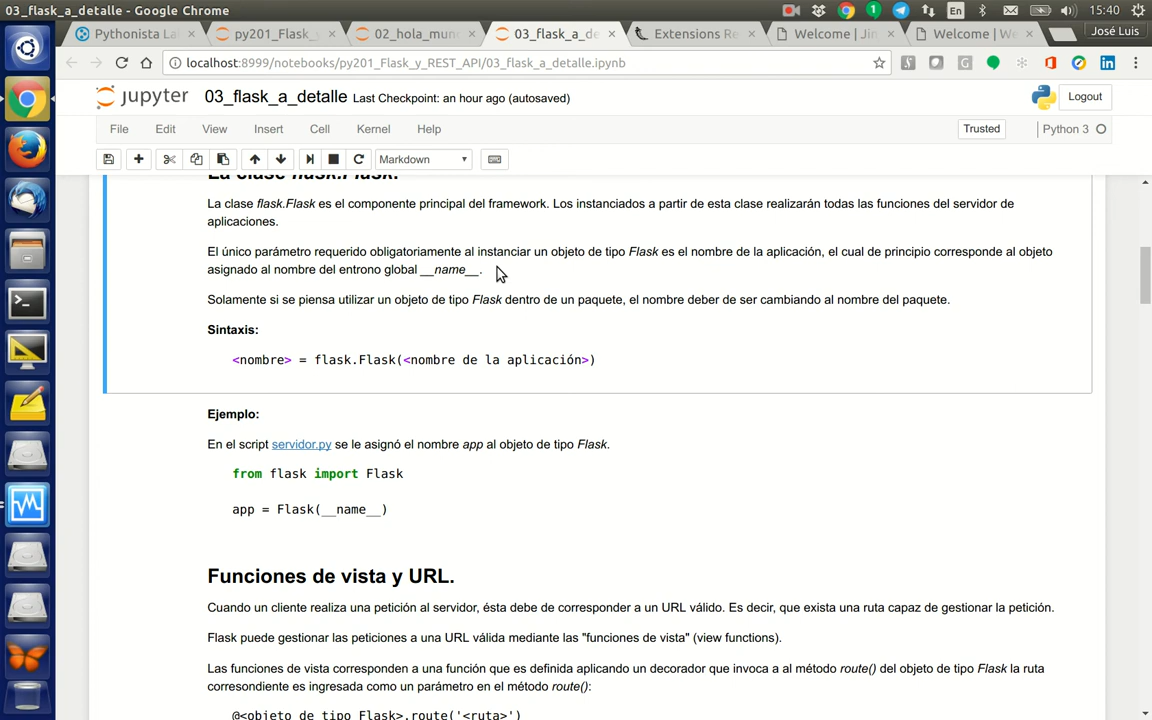 03_flask_a_detalle - Google Chrome
En
15:40
Pythonista La
py201_Flask_
02_hola_mun
03_flask_a_de
Extensions Re
Welcome | Jin
Welcome | We
José Luis
localhost:8999/notebooks/py201_Flask_y_REST_API/03_flask_a_detalle.ipynb
jupyter
03_flask_a_detalle Last Checkpoint: an hour ago (autosaved)
Logout
File Edit View Insert Cell Kernel Help
Trusted
Python 3
Markdown
La clase flask.Flask.
La clase flask.Flask es el componente principal del framework. Los instanciados a partir de esta clase realizarán todas las funciones del servidor de
aplicaciones.
El único parámetro requerido obligatoriamente al instanciar un objeto de tipo Flask es el nombre de la aplicación, el cual de principio corresponde al objeto
asignado al nombre del entrono global __name__.
Solamente si se piensa utilizar un objeto de tipo Flask dentro de un paquete, el nombre deber de ser cambiando al nombre del paquete.
Sintaxis:
<nombre> = flask.Flask(<nombre de la aplicación>)
Ejemplo:
En el script servidor.py se le asignó el nombre app al objeto de tipo Flask.
from flask import Flask
app = Flask(__name__)
Funciones de vista y URL.
Cuando un cliente realiza una petición al servidor, ésta debe de corresponder a un URL válido. Es decir, que exista una ruta capaz de gestionar la petición.
Flask puede gestionar las peticiones a una URL válida mediante las "funciones de vista" (view functions).
Las funciones de vista corresponden a una función que es definida aplicando un decorador que invoca a al método route() del objeto de tipo Flask la ruta
corresondiente es ingresada como un parámetro en el método route():
@<objeto de tipo Flask>.route('<ruta>')